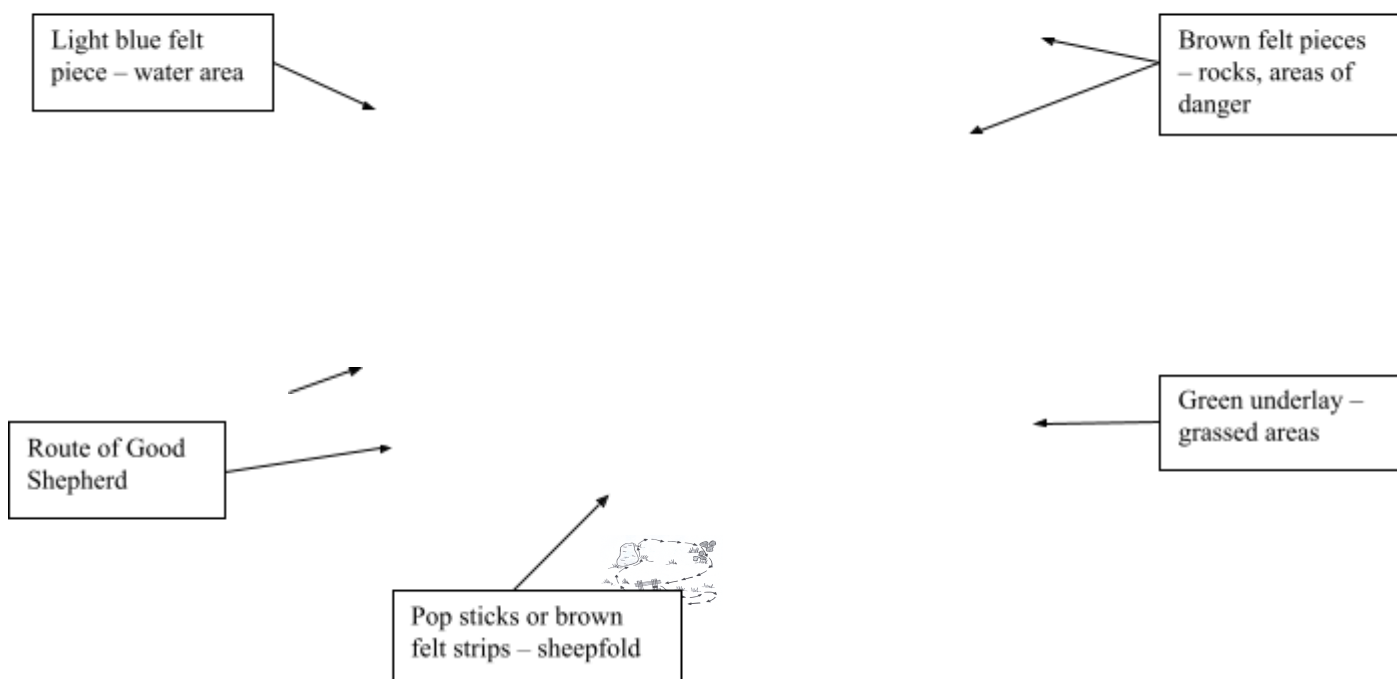 Light blue felt
piece – water area
Brown felt pieces
– rocks, areas of
danger
Route of Good
Shepherd
Green underlay –
grassed areas
Pop sticks or brown
felt strips – sheepfold